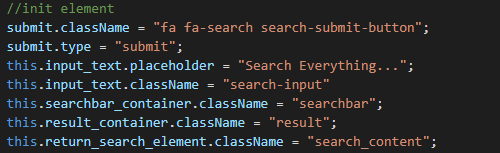 //init element
submit.className = "fa fa-search search-submit-button";
submit.type = "submit";
this.input_text.placeholder = "Search Everything...";
this.input_text.className = "search-input"
this.searchbar_container.className = "searchbar";
this.result_container.className = "result";
this.return_search_element.className = "search_content";